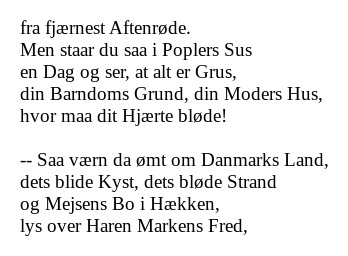 fra fjærnest Aftenrøde.
Men staar du saa i Poplers Sus
en Dag og ser, at alt er Grus,
din Barndoms Grund, din Moders Hus,
hvor maa dit Hjærte bløde!

-- Saa værn da ømt om Danmarks Land,
dets blide Kyst, dets bløde Strand
og Mejsens Bo i Hækken,
lys over Haren Markens Fred,